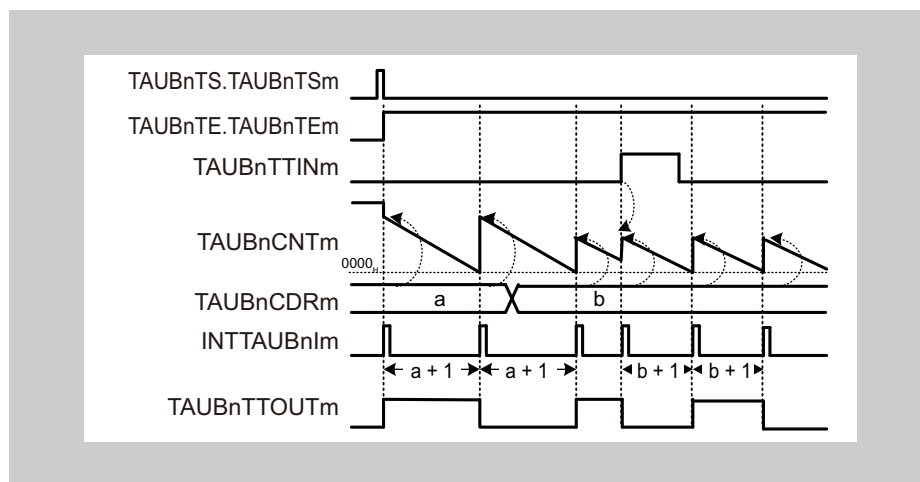 TAUBnTS.TAUBnTSm
TAUBnTE.TAUBnTEm
TAUBnTTINm
TAUBnCNTm
0000H
TAUBnCDRm
a
b
INTTAUBnIm
a + 1
a + 1
b + 1
b + 1
TAUBnTTOUTm